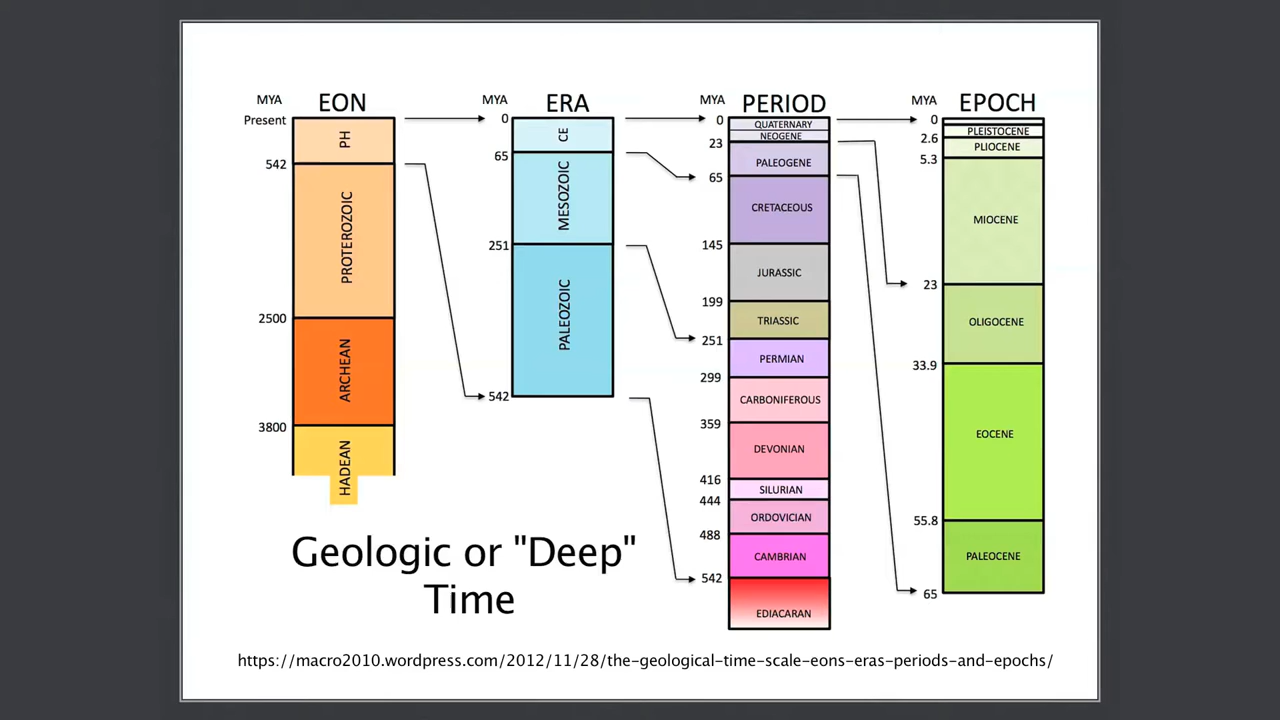 MYA EON
Present
PH
542
PROTEROZOIC
2500
ARCHEAN
3800
HADEAN
MYA ERA
0
CE
65
MESOZOIC
251
PALEOZOIC
542
MYA PERIOD
0
QUATERNARY
NEOGENE
23
PALEOGENE
65
CRETACEOUS
145
JURASSIC
199
TRIASSIC
251
PERMIAN
299
CARBONIFEROUS
359
DEVONIAN
416
SILURIAN
444
ORDOVICIAN
488
CAMBRIAN
542
EDIACARAN
MYA EPOCH
0
PLEISTOCENE
2.6
PLIOCENE
5.3
MIOCENE
23
OLIGOCENE
33.9
EOCENE
55.8
PALEOCENE
65
Geologic or "Deep"
Time
https://macro2010.wordpress.com/2012/11/28/the-geological-time-scale-eons-eras-periods-and-epochs/